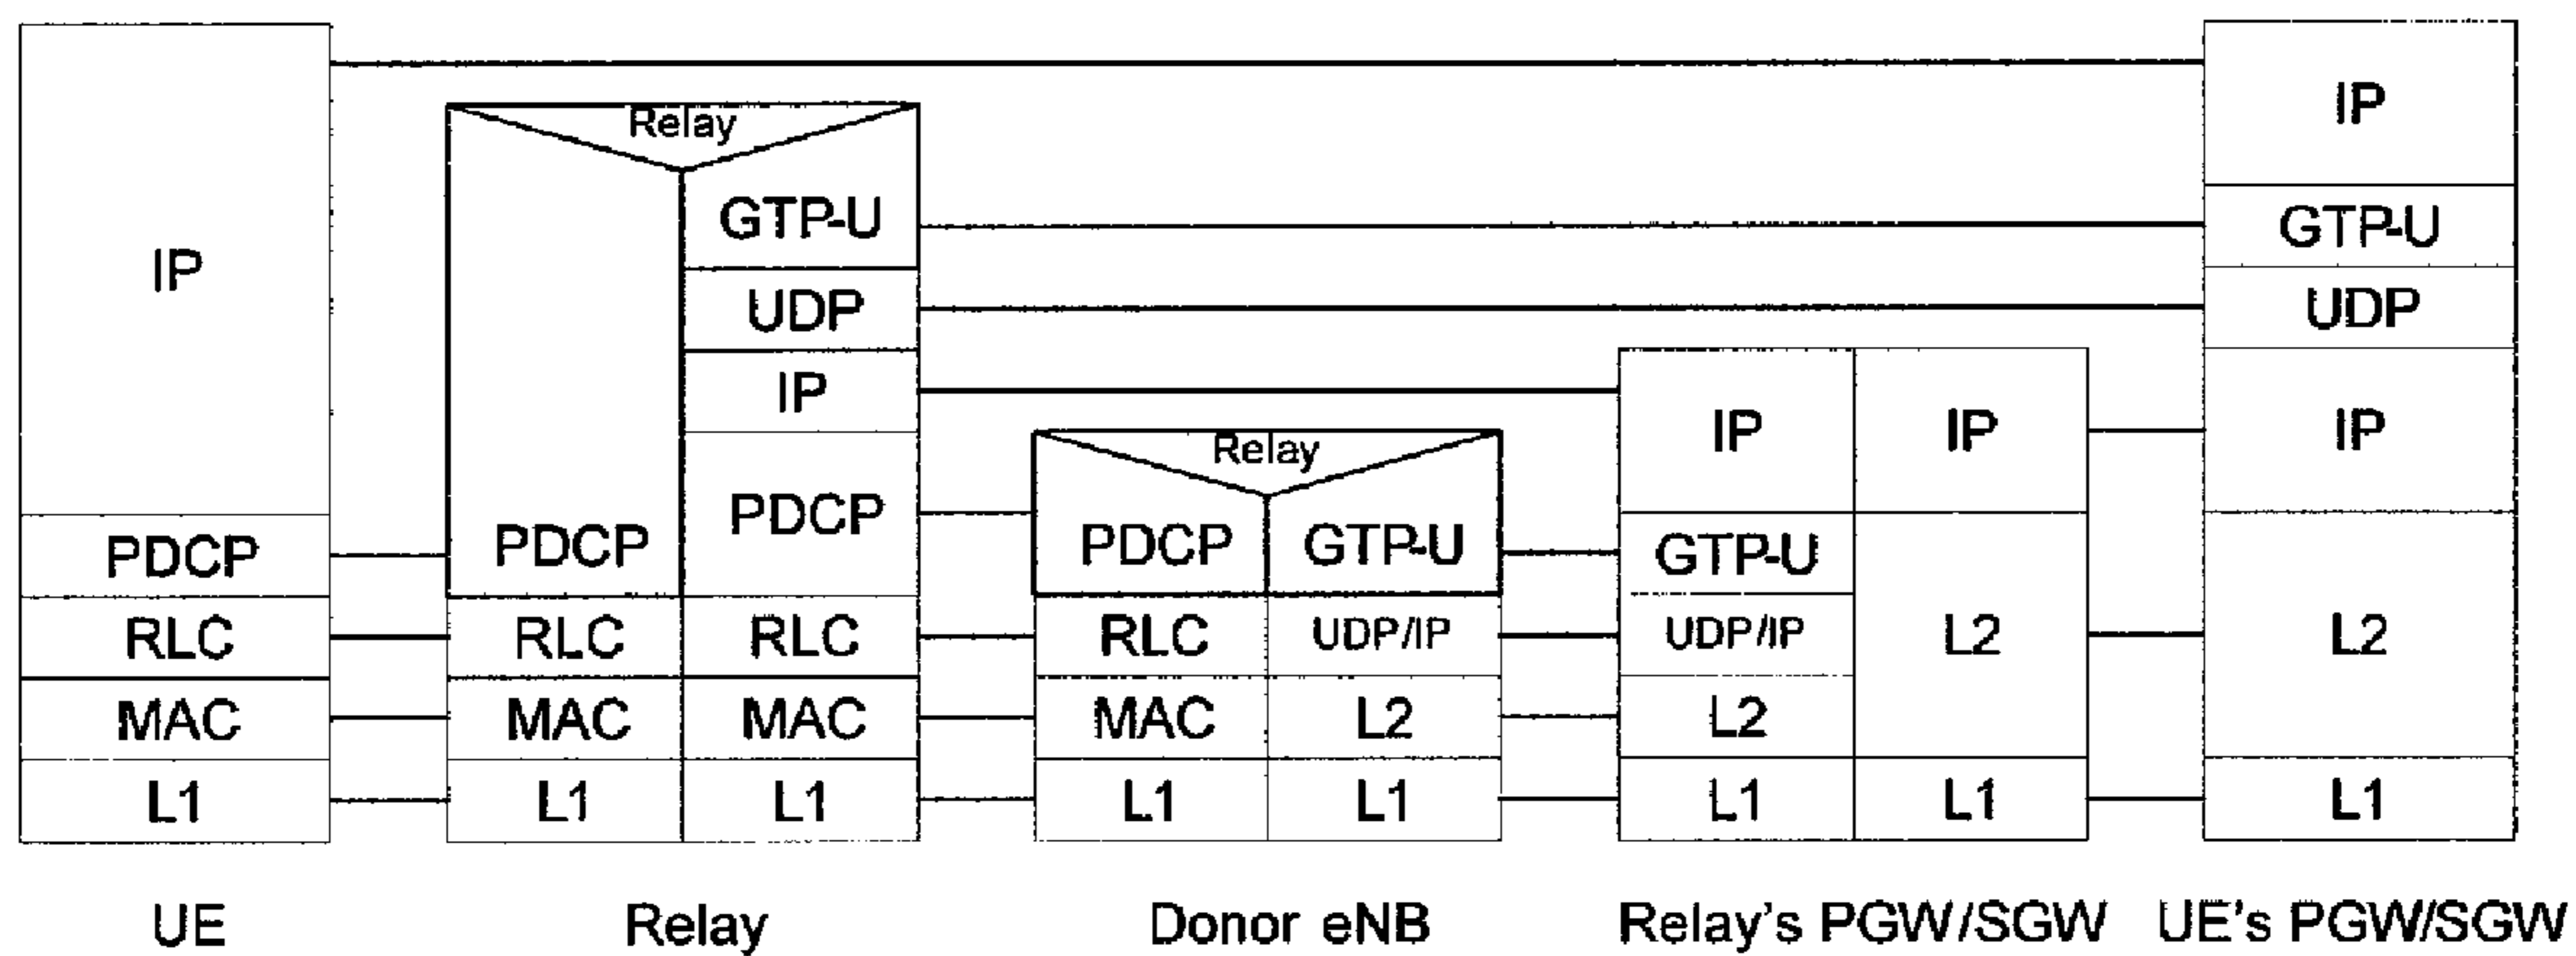 IP
PDCP
RLC
MAC
L1
UE
Relay
PDCP
RLC
MAC
L1
GTP-U
UDP
IP
PDCP
RLC
MAC
L1
Relay
Relay
PDCP
RLC
MAC
L1
GTP-U
UDP/IP
L2
L1
Donor eNB
IP
GTP-U
UDP/IP
L2
L1
IP
L2
L1
Relay's PGW/SGW
IP
GTP-U
UDP
IP
L2
L1
UE's PGW/SGW